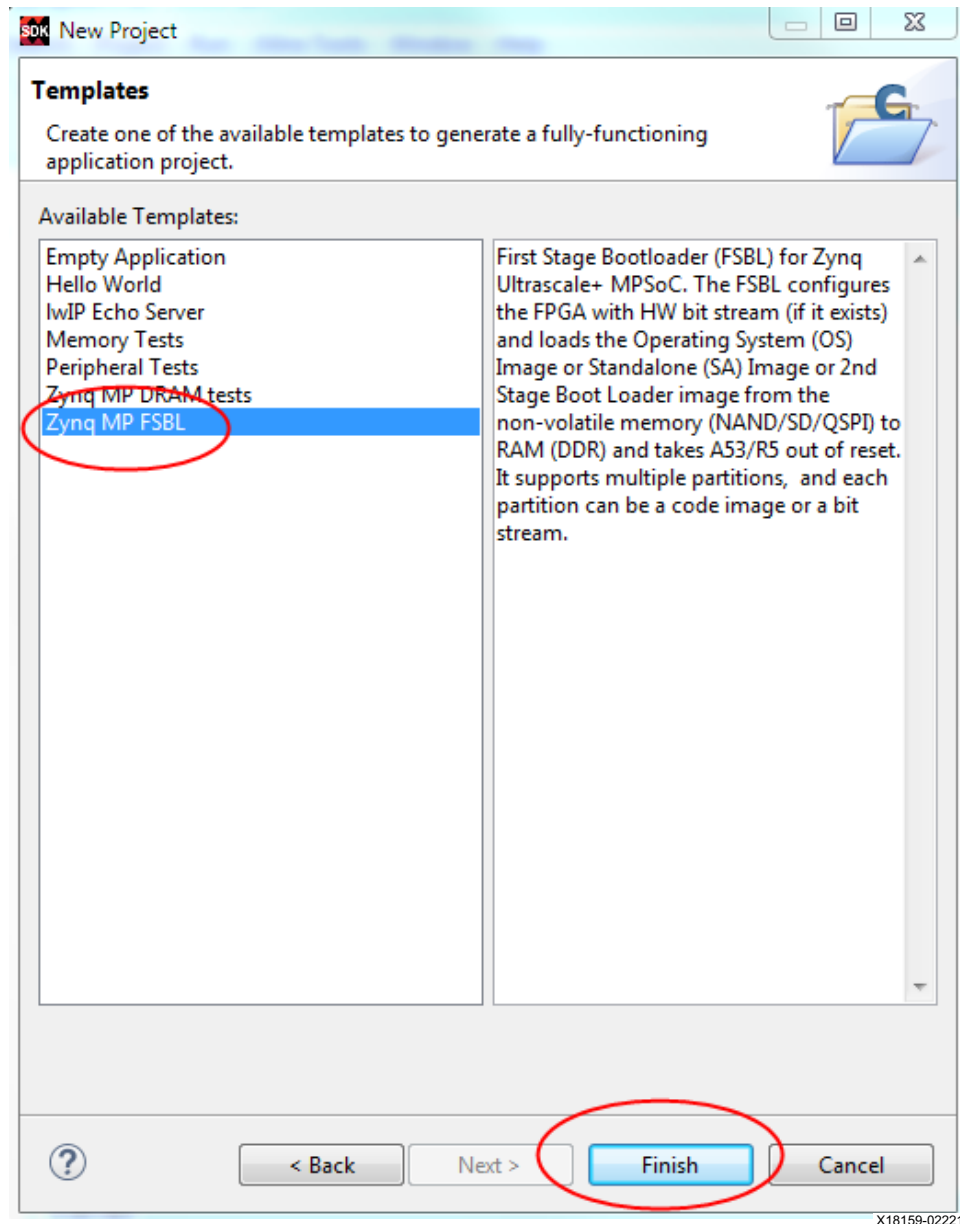 SDK New Project
Templates
Create one of the available templates to generate a fully-functioning
application project.
C
Available Templates:
Empty Application
Hello World
lwIP Echo Server
Memory Tests
Peripheral Tests
Zynq MP DRAM tests
Zynq MP FSBL
First Stage Bootloader (FSBL) for Zynq
Ultrascale+ MPSoC. The FSBL configures
the FPGA with HW bit stream (if it exists)
and loads the Operating System (OS)
Image or Standalone (SA) Image or 2nd
Stage Boot Loader image from the
non-volatile memory (NAND/SD/QSPI) to
RAM (DDR) and takes A53/R5 out of reset.
It supports multiple partitions, and each
partition can be a code image or a bit
stream.
? < Back Next > Finish Cancel